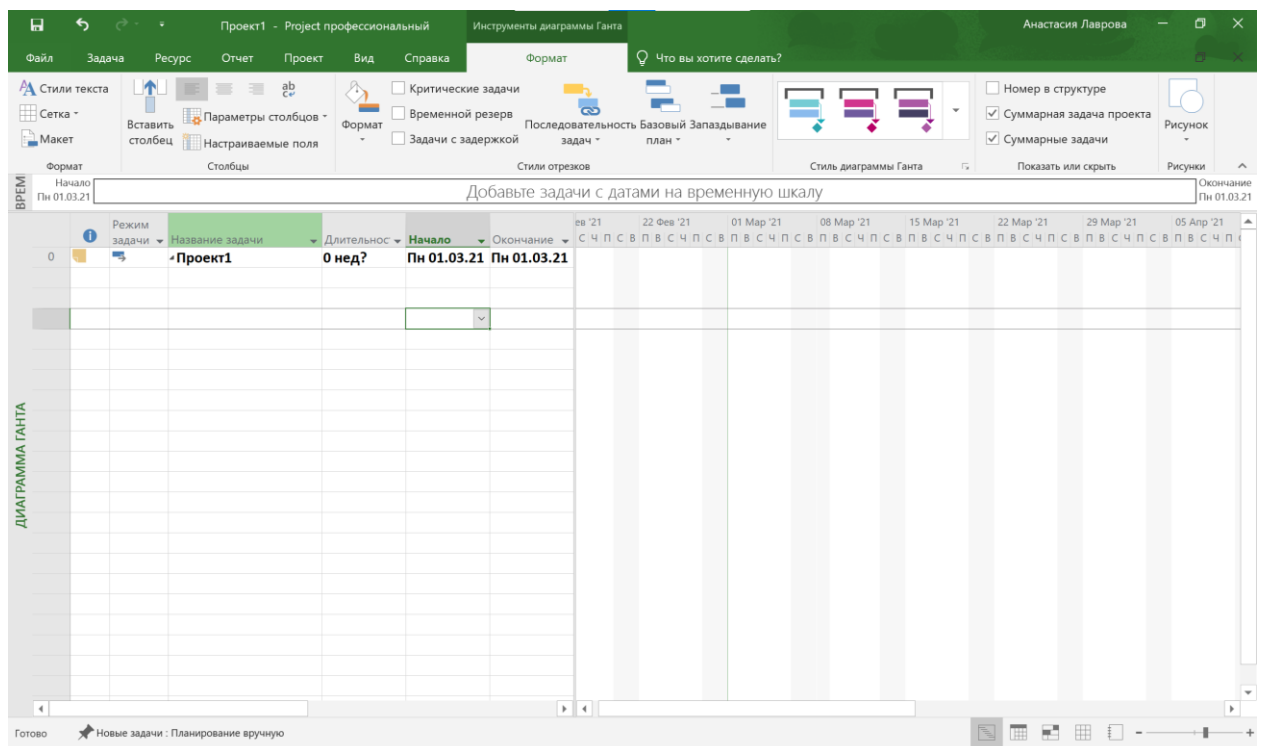 Проект1 - Project профессиональный
Инструменты диаграммы Ганта
Анастасия Лаврова
Файл Задача Ресурс Отчет Проект Вид Справка Формат Что вы хотите сделать?
Стили текста
Сетка
Макет
Формат
Вставить столбец
ab
Параметры столбцов
Настраиваемые поля
Столбцы
Формат
Критические задачи
Временной резерв
Задачи с задержкой
Последовательность задач
Базовый план
Запаздывание
Стили отрезков
Стиль диаграммы Ганта
Номер в структуре
Суммарная задача проекта
Суммарные задачи
Показать или скрыть
Рисунок
Рисунки
ВРЕМ
Начало
Пн 01.03.21
Добавьте задачи с датами на временную шкалу
Окончание
Пн 01.03.21
Режим задачи Название задачи Длительнос Начало Окончание
ев '21 22 Фев '21 01 Мар '21 08 Мар '21 15 Мар '21 22 Мар '21 29 Мар '21 05 Апр '21
С Ч П С В П В С Ч П С В П В С Ч П С В П В С Ч П С В П В С Ч П С В П В С Ч П С В П В С Ч П С В П В С Ч П
0 Проект1 0 нед? Пн 01.03.21 Пн 01.03.21
ДИАГРАММА ГАНТА
Готово Новые задачи : Планирование вручную